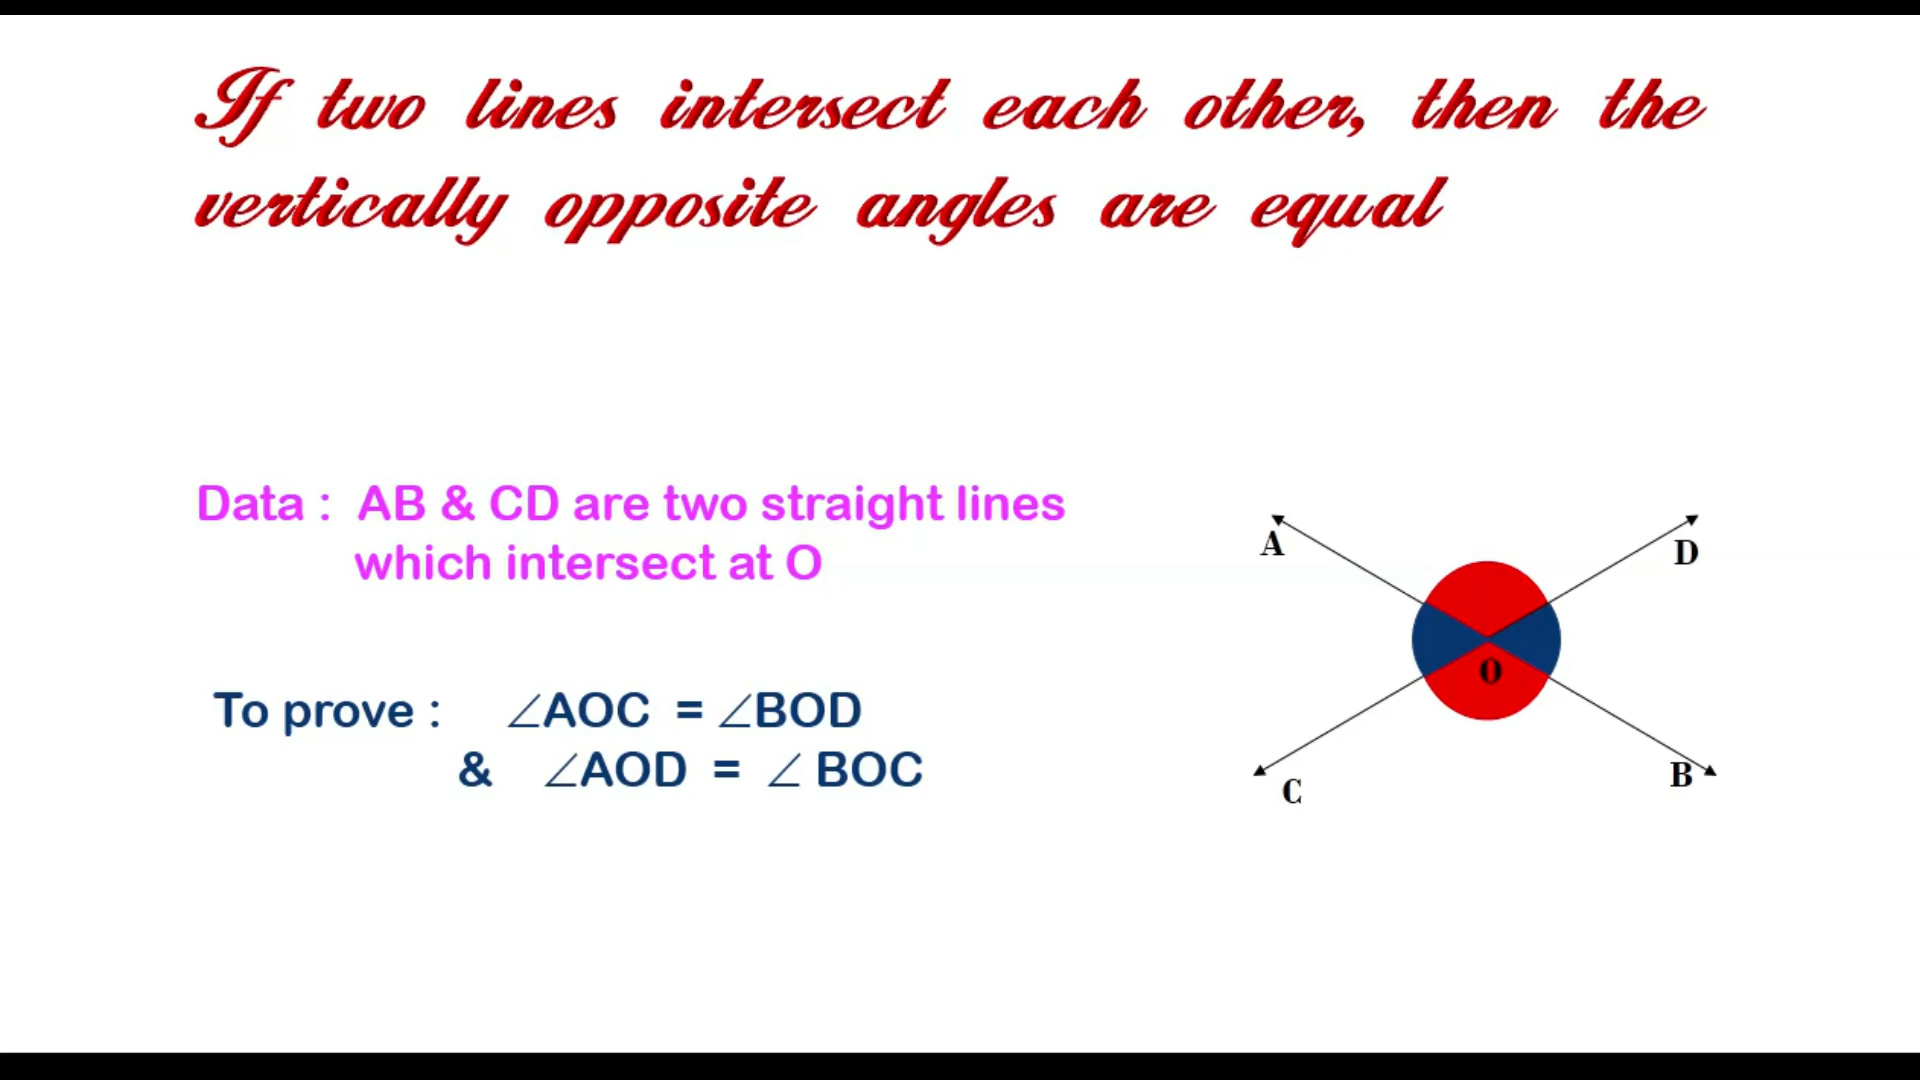 If two lines intersect each other, then the
vertically opposite angles are equal
Data : AB & CD are two straight lines
which intersect at O
To prove : ∠AOC = ∠BOD
& ∠AOD = ∠ BOC
A
D
O
C
B